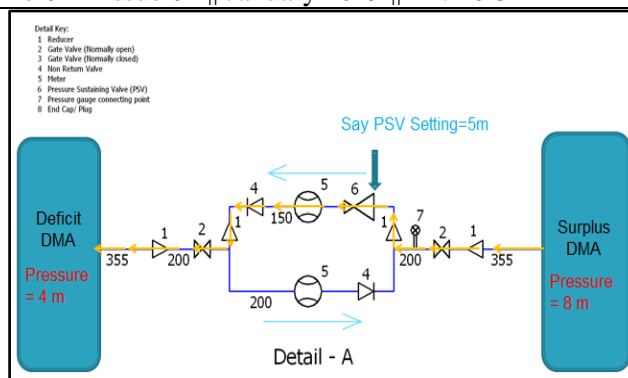 Detail Key:
1 Reducer
2 Gate Valve (Normally open)
3 Gate Valve (Normally closed)
4 Non Return Valve
5 Meter
6 Pressure Sustaining Valve (PSV)
7 Pressure gauge connecting point
8 End Cap/ Plug
Say PSV Setting=5m
4 5 6
150
Deficit
DMA
Pressure
= 4 m
355 1 200 2 1
1 7 200 2 1 355
Surplus
DMA
Pressure
= 8 m
200 5 4
Detail - A